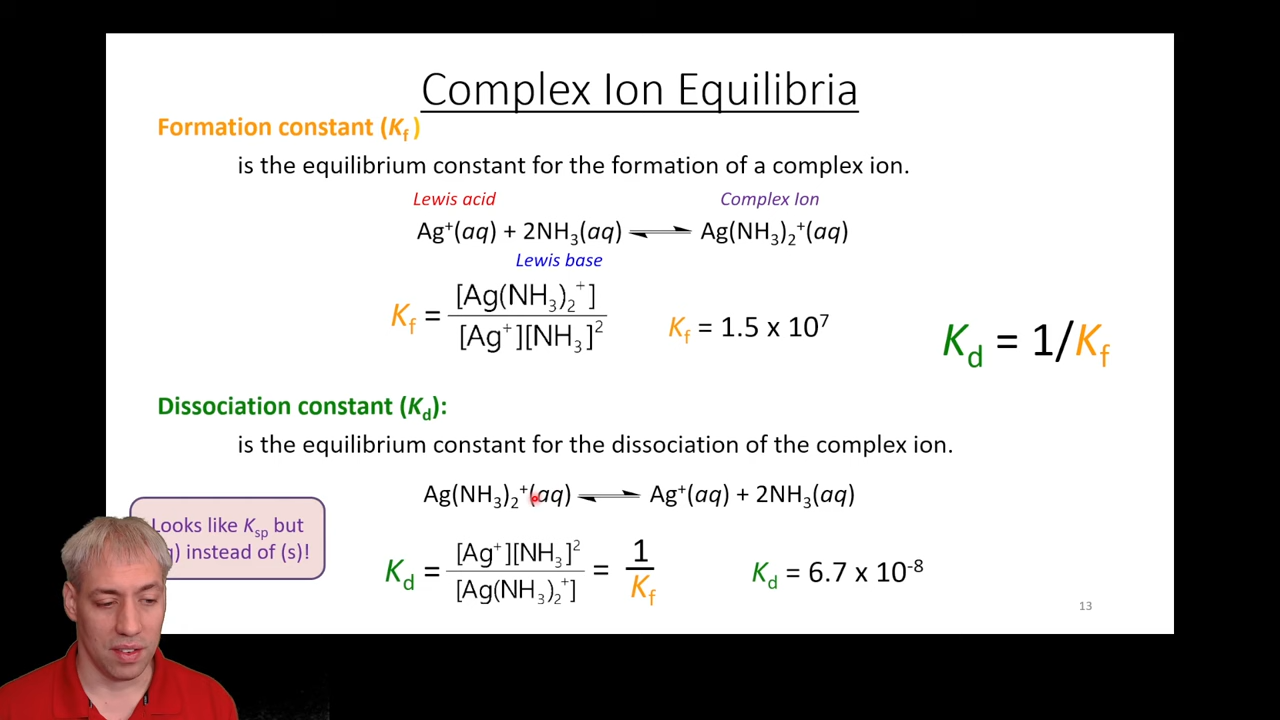 Complex Ion Equilibria
Formation constant (Kf )
is the equilibrium constant for the formation of a complex ion.
Lewis acid
Complex Ion
Ag⁺(aq) + 2NH₃(aq) ⇌ Ag(NH₃)₂⁺(aq)
Lewis base
Kf = [Ag(NH₃)₂⁺] / [Ag⁺][NH₃]²
Kf = 1.5 x 10⁷
Kd = 1/Kf
Dissociation constant (Kd):
is the equilibrium constant for the dissociation of the complex ion.
Ag(NH₃)₂⁺(aq) ⇌ Ag⁺(aq) + 2NH₃(aq)
Looks like Ksp but
) instead of (s)!
Kd = [Ag⁺][NH₃]² / [Ag(NH₃)₂⁺] = 1 / Kf
Kd = 6.7 x 10⁻⁸
13